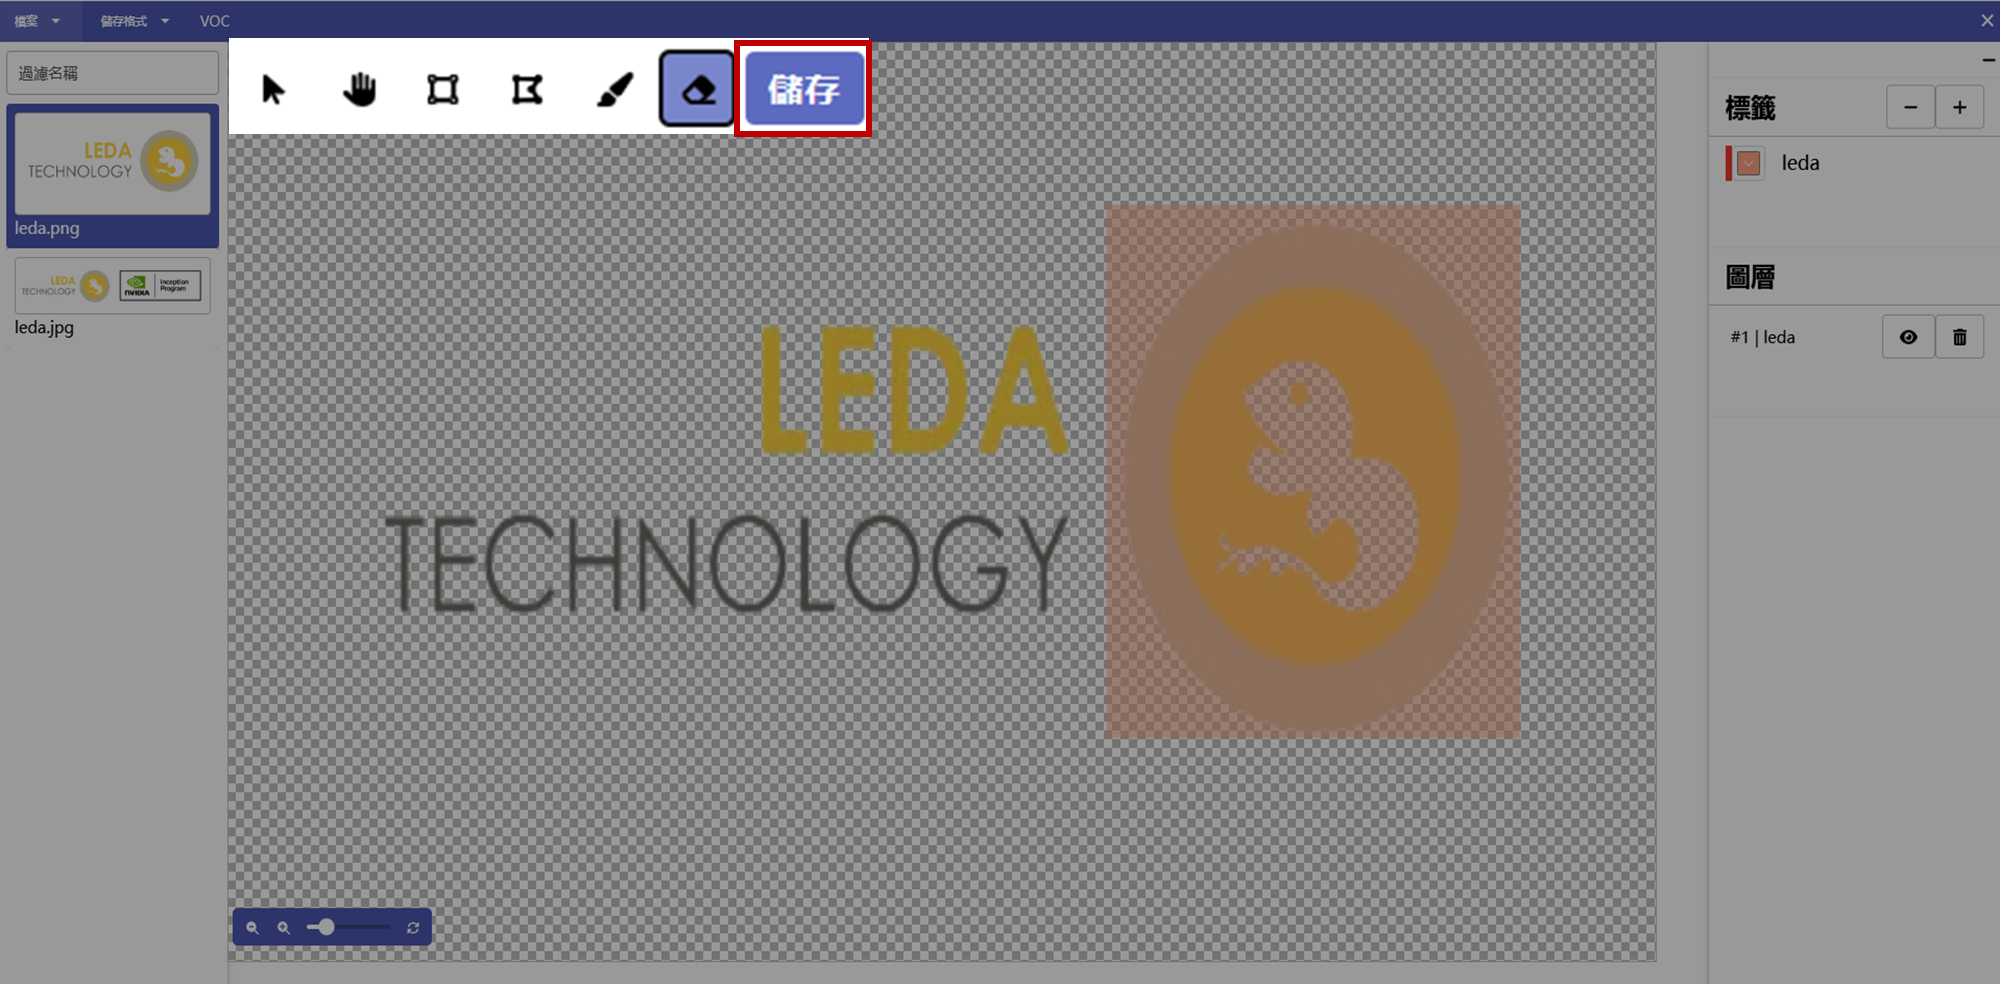 檔案
儲存格式
VOC
過濾名稱
LEDA
TECHNOLOGY
leda.png
LEDA
TECHNOLOGY
NVIDIA
Inception
Program
leda.jpg
儲存
LEDA
TECHNOLOGY
標籤
leda
圖層
#1 | leda